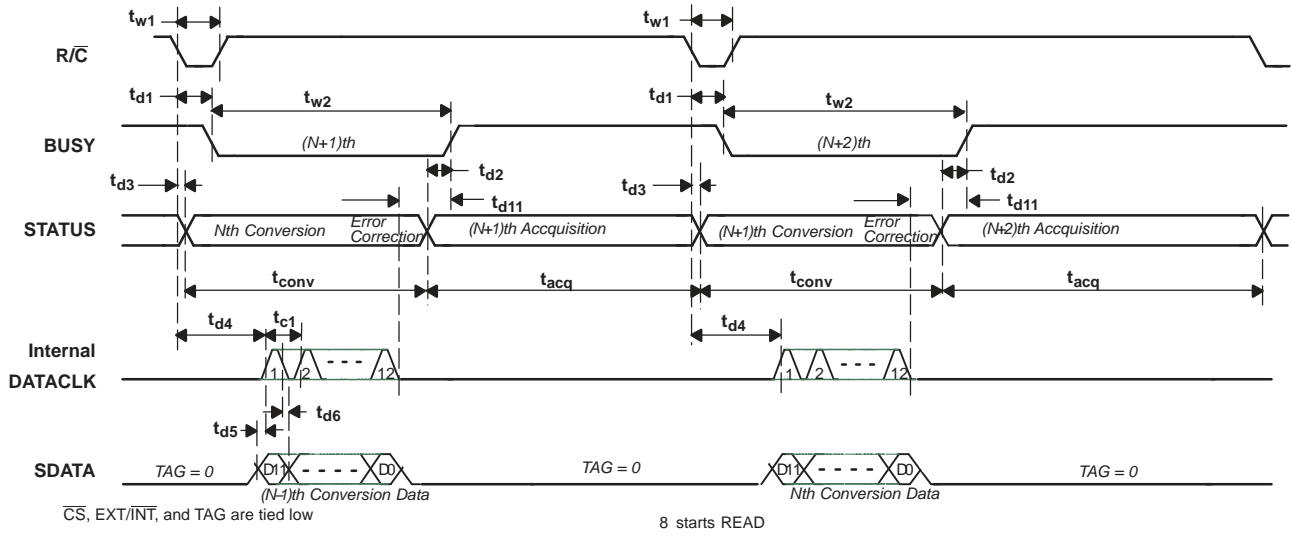 tw1 tw1
R/C
td1 tw2 td1 tw2
BUSY (N+1)th (N+2)th
td3 td2 td3 td2
td11 td11
STATUS Nth Conversion Error Correction (N+1)th Accquisition (N+1)th Conversion Error Correction (N+2)th Accquisition
tconv tacq tconv tacq
td4 tc1 td4
Internal
DATACLK 1 2 - - - 12 1 2 - - - 12
td6
td5
SDATA TAG = 0 D11 - - - - - D0 TAG = 0 D11 - - - - - D0 TAG = 0
(N-1)th Conversion Data Nth Conversion Data
CS, EXT/INT, and TAG are tied low
8 starts READ